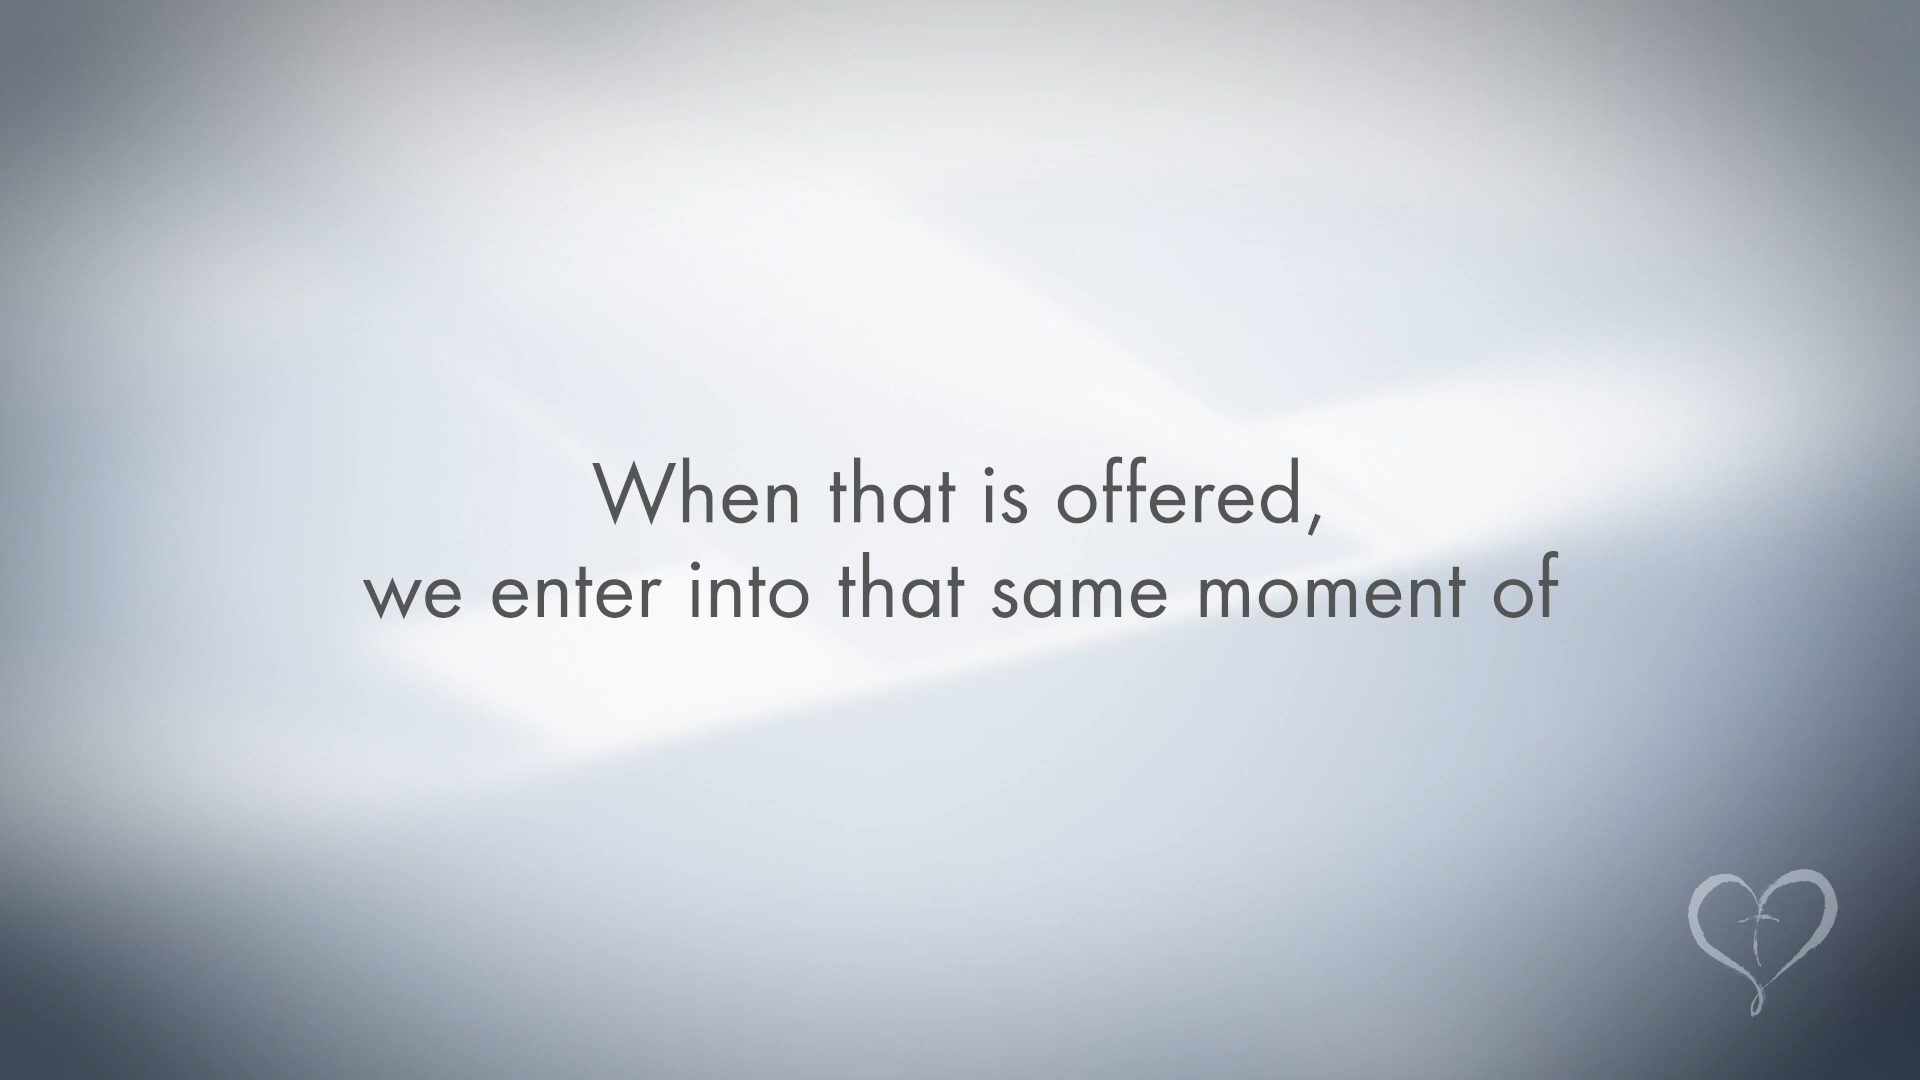 When that is offered,
we enter into that same moment of